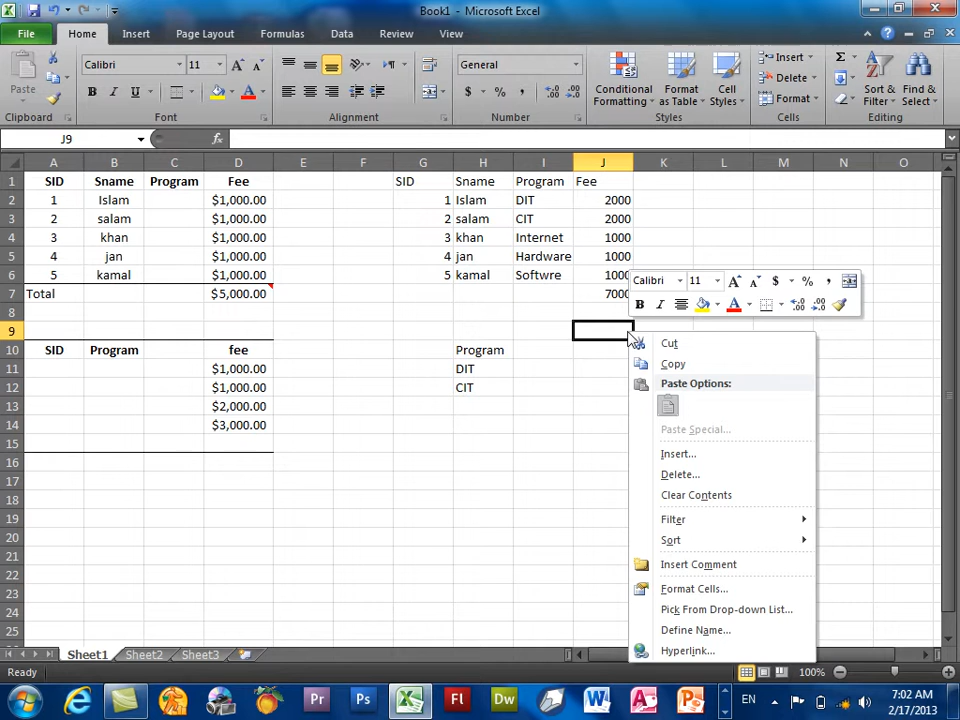 Book1 - Microsoft Excel
File Home Insert Page Layout Formulas Data Review View
Calibri 11 General Insert
Paste Conditional Formatting Format as Table Cell Styles Delete Sort & Filter Find & Select
B I U $ % , Format
Clipboard Font Alignment Number Styles Cells Editing
J9 fx
A B C D E F G H I J K L M N O
1 SID Sname Program Fee SID Sname Program Fee
2 1 Islam $1,000.00 1 Islam DIT 2000
3 2 salam $1,000.00 2 salam CIT 2000
4 3 khan $1,000.00 3 khan Internet 1000
5 4 jan $1,000.00 4 jan Hardware 1000
6 5 kamal $1,000.00 5 kamal Softwre 1000
7 Total $5,000.00 7000
Calibri 11 A A $ % ,
B I A
8
9
10 SID Program fee Program
11 $1,000.00 DIT
12 $1,000.00 CIT
13 $2,000.00
14 $3,000.00
15
16
17
18
19
20
21
22
23
24
25
Cut
Copy
Paste Options:
Paste Special...
Insert...
Delete...
Clear Contents
Filter
Sort
Insert Comment
Format Cells...
Pick From Drop-down List...
Define Name...
Hyperlink...
Sheet1 Sheet2 Sheet3
Ready 100%
Pr Ps Fl Dw EN 7:02 AM
2/17/2013